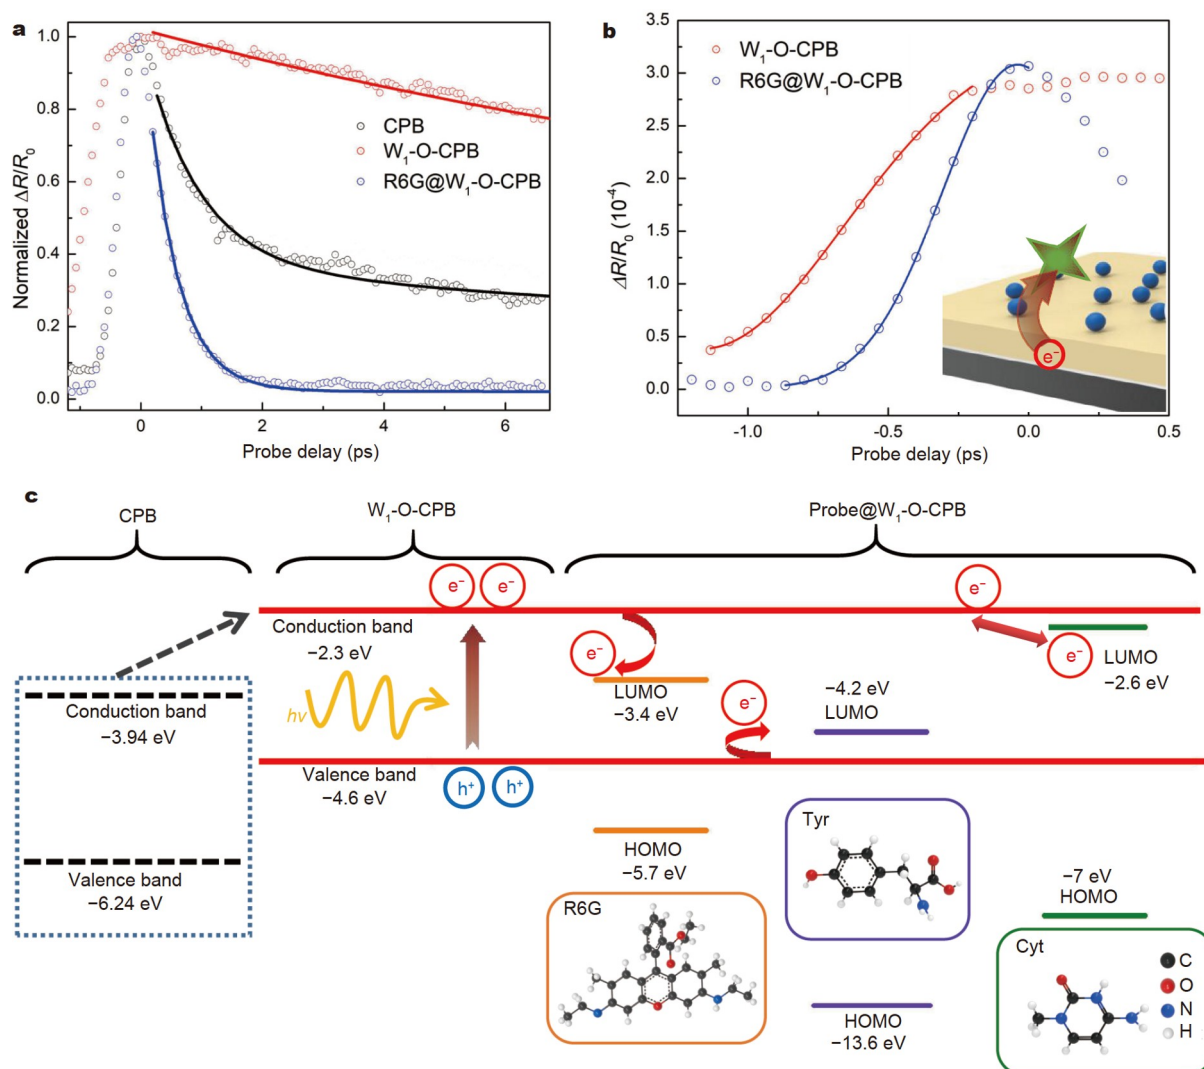 a
Normalized ΔR/R₀
1.0
0.8
0.6
0.4
0.2
0.0
CPB
W₁-O-CPB
R6G@W₁-O-CPB
0
2
4
6
Probe delay (ps)
b
ΔR/R₀ (10⁻⁴)
3.5
3.0
2.5
2.0
1.5
1.0
0.5
0.0
W₁-O-CPB
R6G@W₁-O-CPB
e⁻
-1.0
-0.5
0.0
0.5
Probe delay (ps)
c
CPB
W₁-O-CPB
Probe@W₁-O-CPB
e⁻ e⁻
e⁻
Conduction band
−2.3 eV
e⁻
e⁻
LUMO
−2.6 eV
Conduction band
−3.94 eV
hν
LUMO
−3.4 eV
e⁻
−4.2 eV
LUMO
Valence band
−4.6 eV
h⁺ h⁺
Valence band
−6.24 eV
HOMO
−5.7 eV
R6G
Tyr
HOMO
−13.6 eV
−7 eV
HOMO
Cyt
C
O
N
H